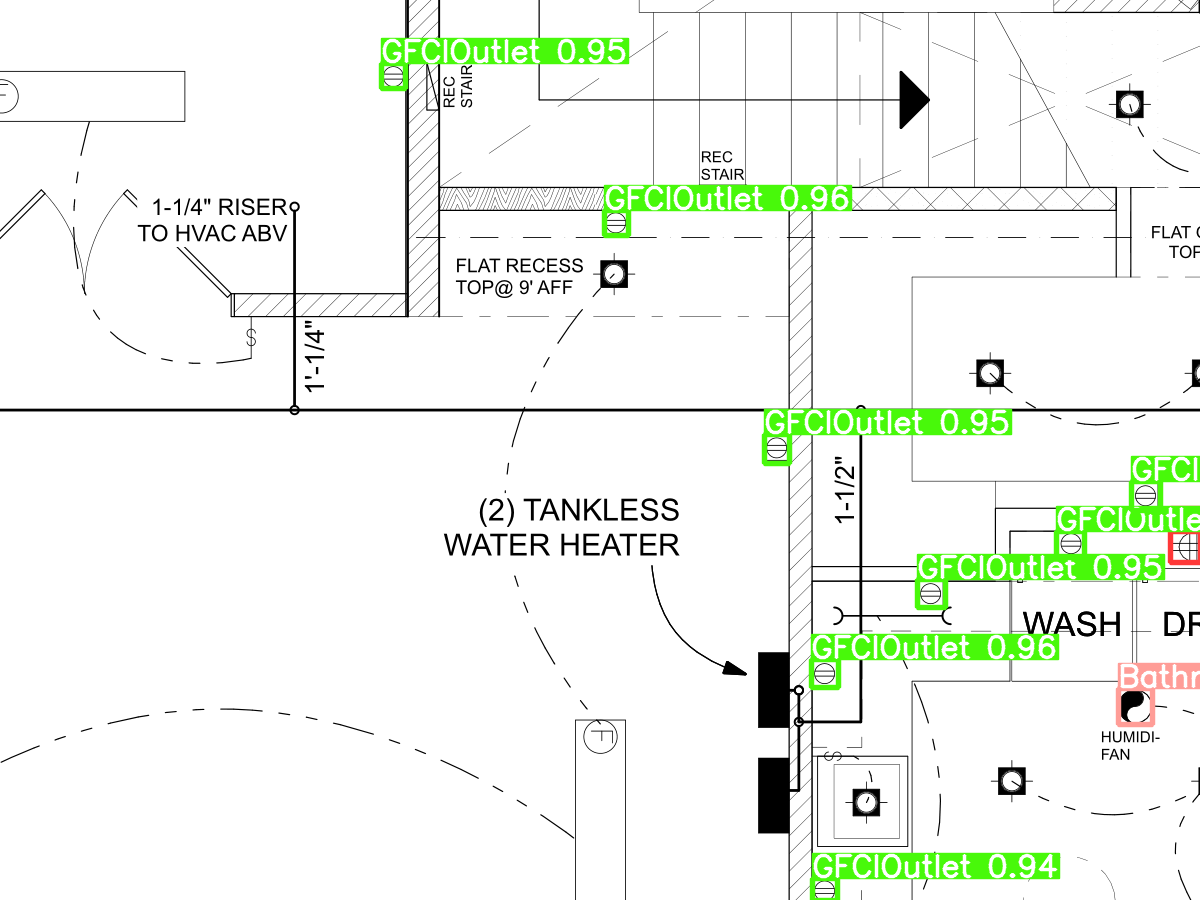 GFCIOutlet 0.95
REC
STAIR
REC
STAIR
GFCIOutlet 0.96
1-1/4" RISER
TO HVAC ABV
FLAT RECESS
TOP@ 9' AFF
FLAT
TOP
S
1'-1/4"
GFCIOutlet 0.95
1-1/2"
GFCI
(2) TANKLESS
WATER HEATER
GFCIOutle
GFCIOutlet 0.95
WASH
DR
GFCIOutlet 0.96
Bathr
F
HUMIDI-
FAN
S
GFCIOutlet 0.94